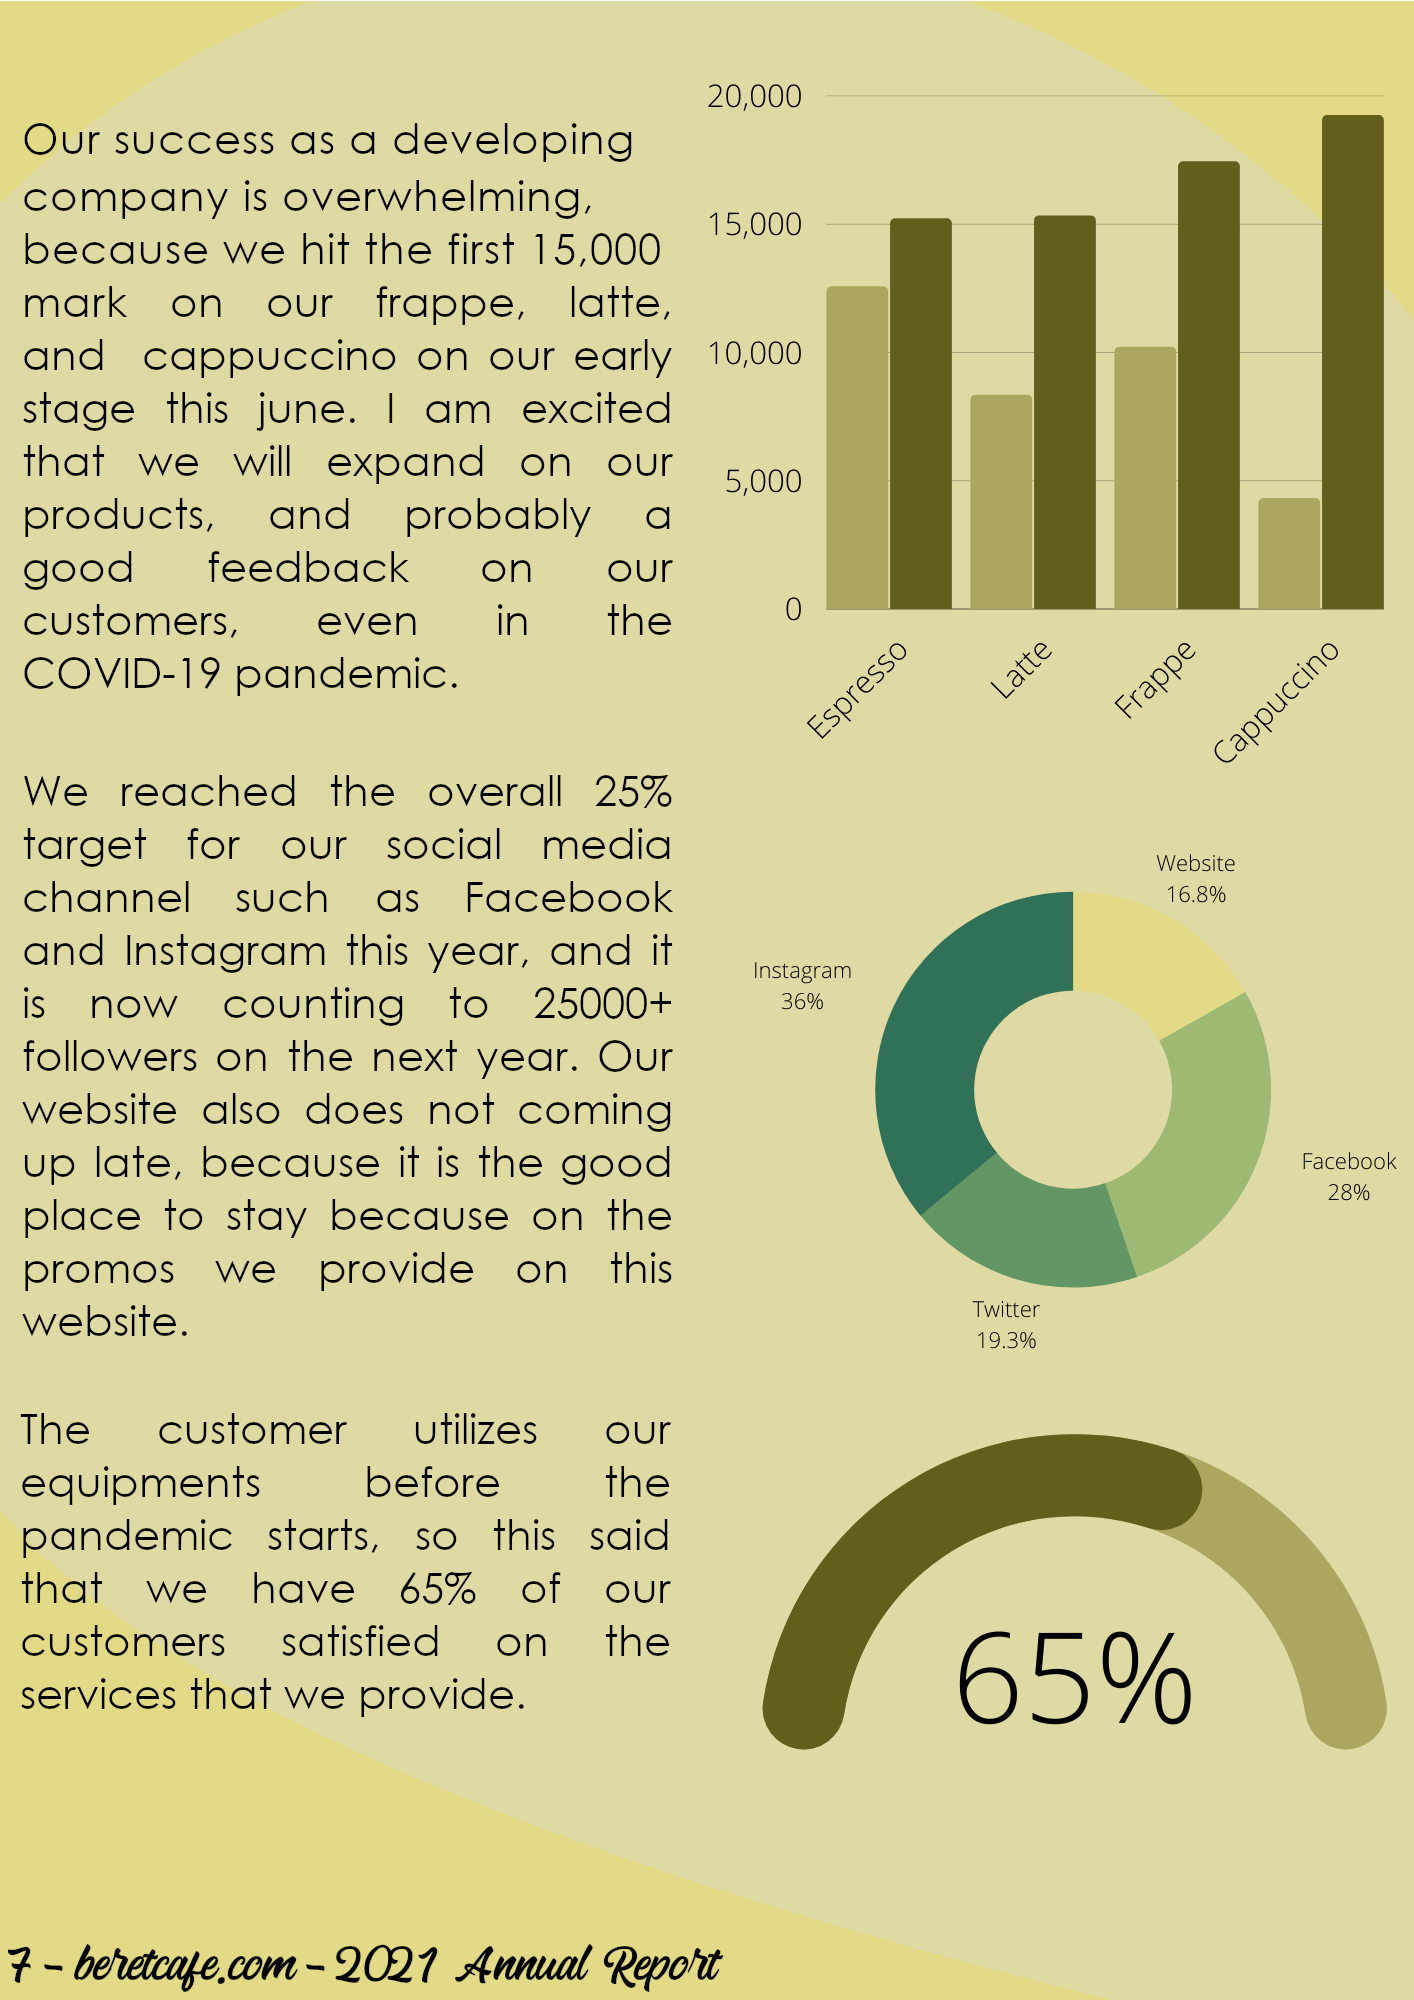 Our success as a developing
company is overwhelming,
because we hit the first 15,000
mark on our frappe, latte,
and cappuccino on our early
stage this june. I am excited
that we will expand on our
products, and probably a
good feedback on our
customers, even in the
COVID-19 pandemic.
We reached the overall 25%
target for our social media
channel such as Facebook
and Instagram this year, and it
is now counting to 25000+
followers on the next year. Our
website also does not coming
up late, because it is the good
place to stay because on the
promos we provide on this
website.
The customer utilizes our
equipments before the
pandemic starts, so this said
that we have 65% of our
customers satisfied on the
services that we provide.
20,000
15,000
10,000
5,000
0
Espresso
Latte
Frappe
Cappuccino
Website
16.8%
Instagram
36%
Facebook
28%
Twitter
19.3%
65%
7 - beretcafe.com - 2021 Annual Report